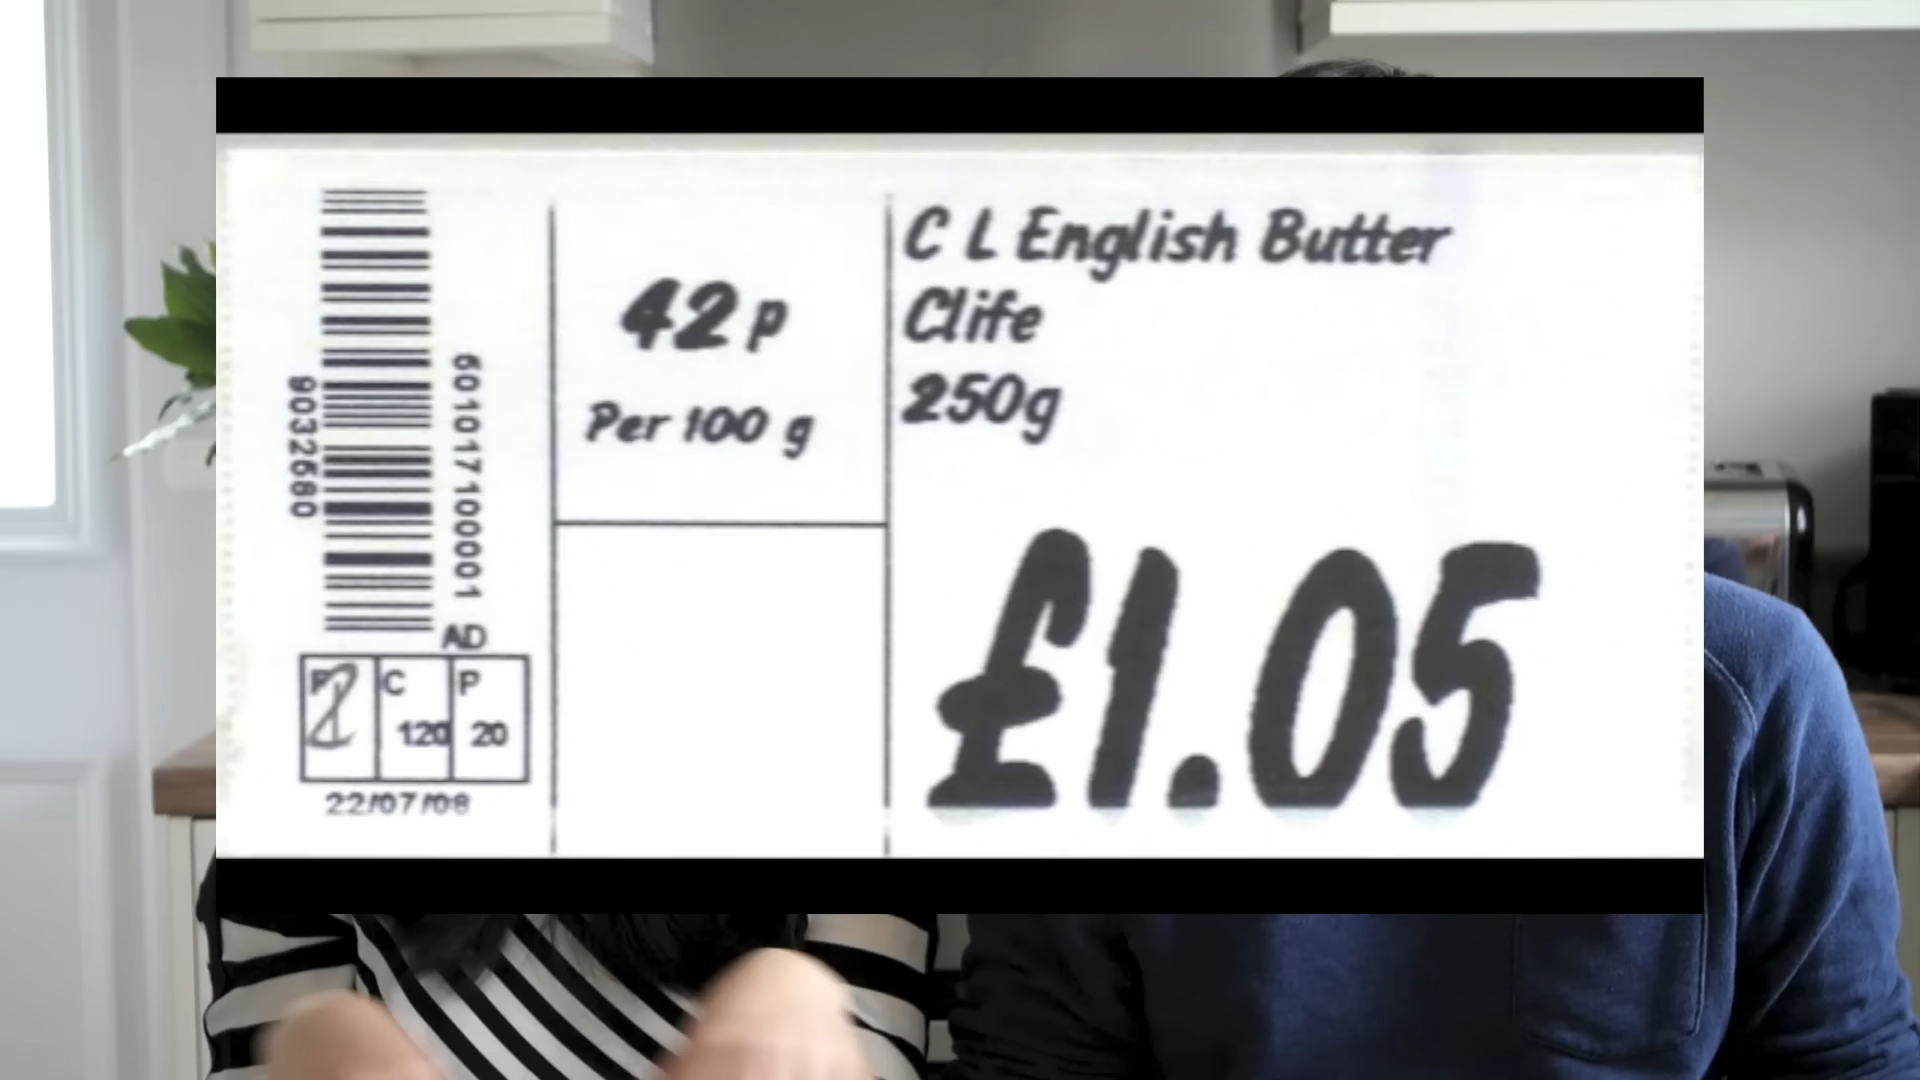 9032680
6010171000001
AD
F C P
120 20
22/07/08
42p
Per 100 g
C L English Butter
Clife
250g
£1.05